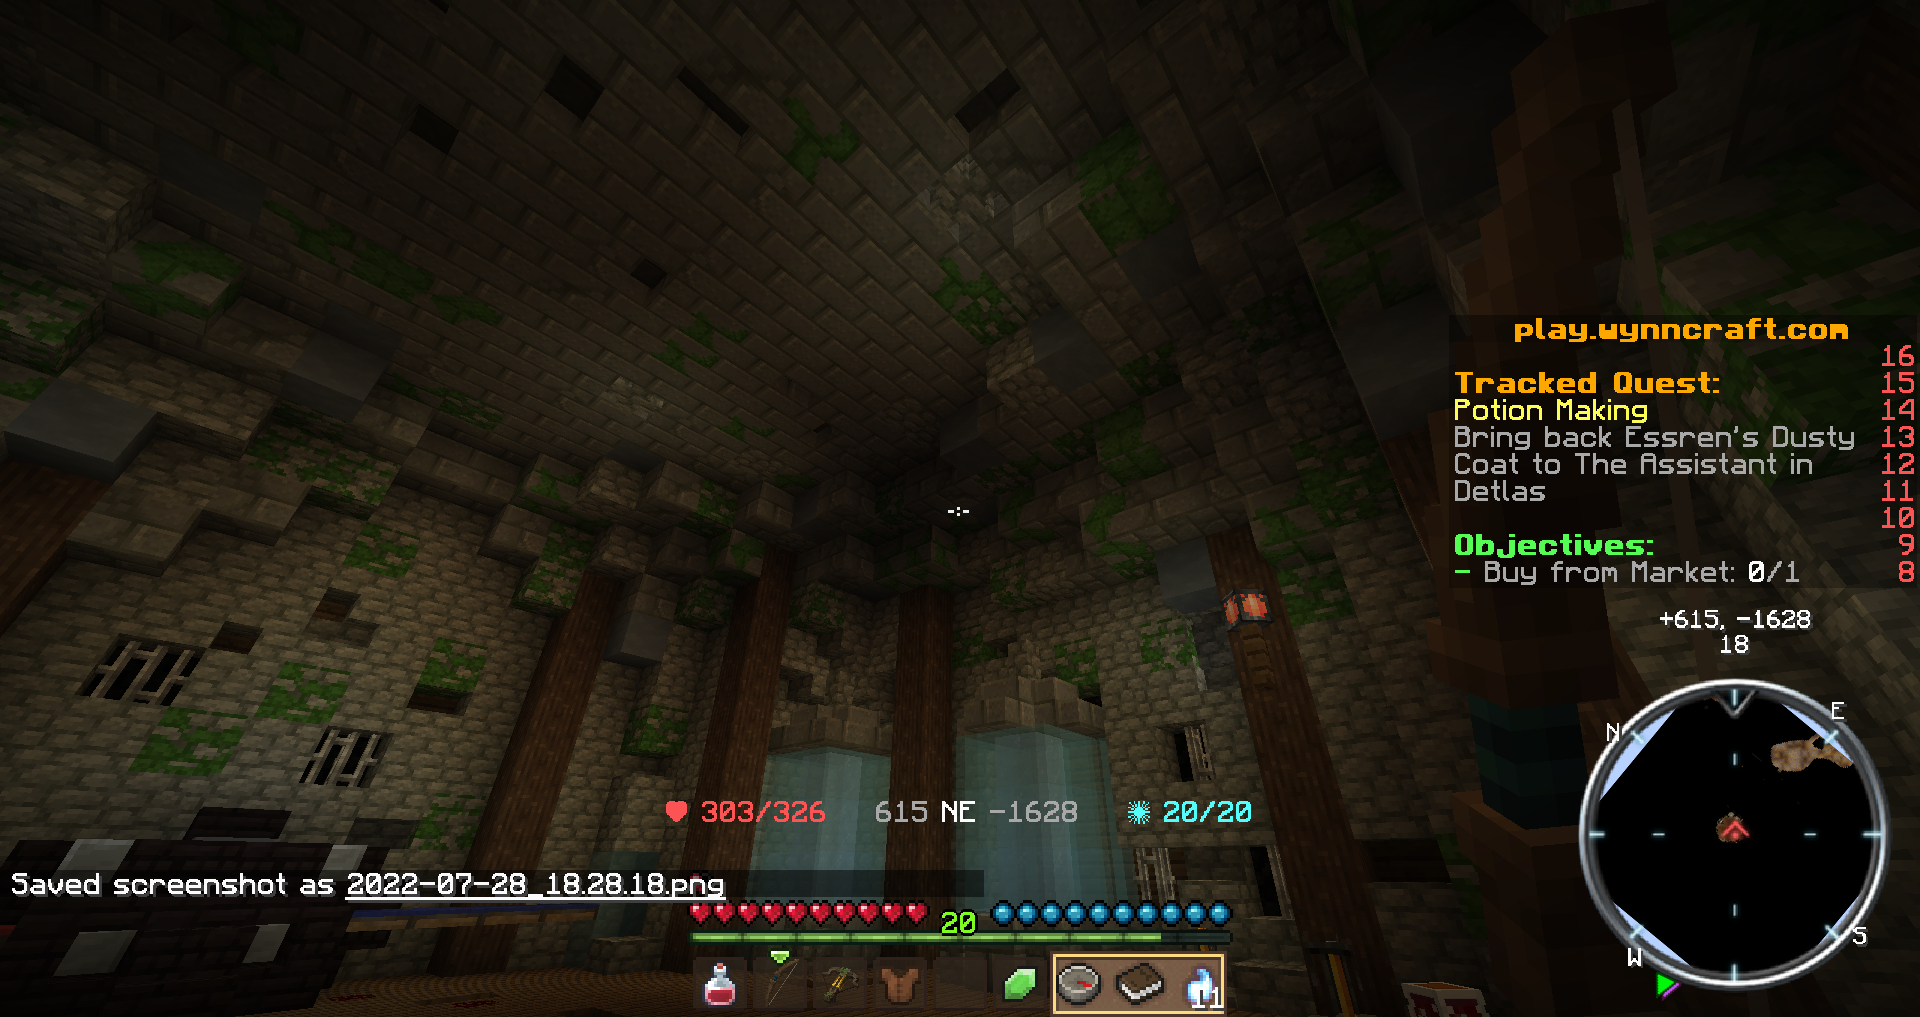 play.wynncraft.com
16
Tracked Quest: 15
Potion Making 14
Bring back Essren's Dusty 13
Coat to The Assistant in 12
Detlas 11
10
Objectives: 9
- Buy from Market: 0/1 8
+615, -1628
18
N
E
S
W
303/326 615 NE -1628 20/20
Saved screenshot as 2022-07-28_18.28.18.png
20
11